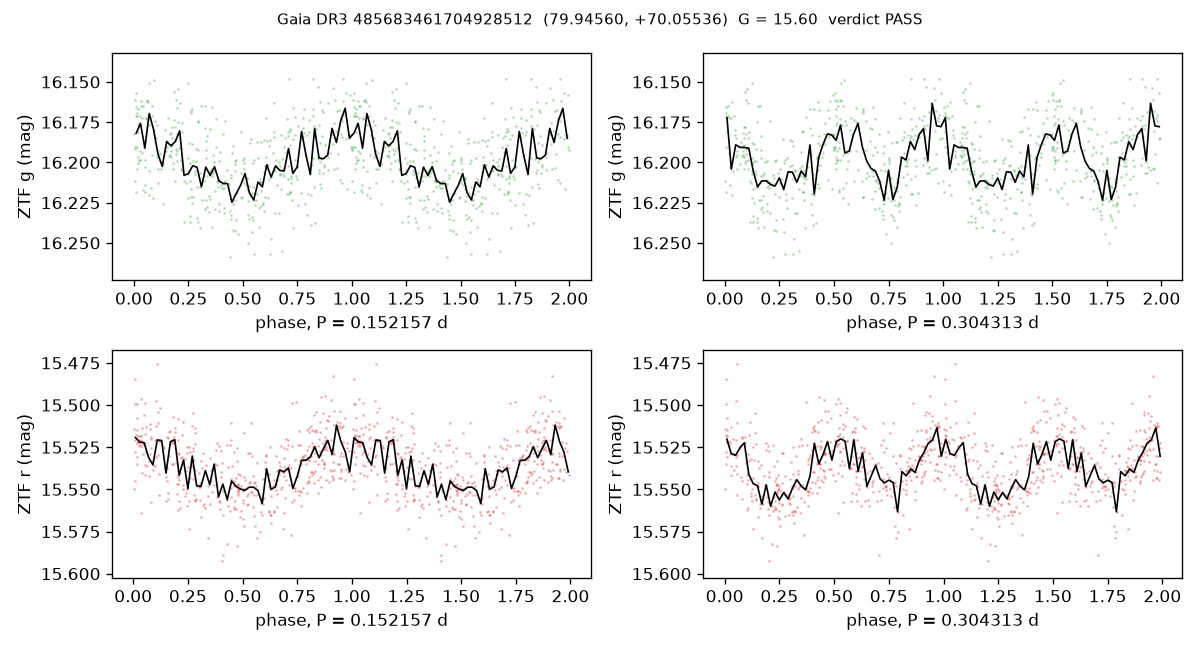 Gaia DR3 485683461704928512 (79.94560, +70.05536) G = 15.60 verdict PASS
ZTF g (mag)
16.150
16.175
16.200
16.225
16.250
0.00 0.25 0.50 0.75 1.00 1.25 1.50 1.75 2.00
phase, P = 0.152157 d
ZTF g (mag)
16.150
16.175
16.200
16.225
16.250
0.00 0.25 0.50 0.75 1.00 1.25 1.50 1.75 2.00
phase, P = 0.304313 d
ZTF r (mag)
15.475
15.500
15.525
15.550
15.575
15.600
0.00 0.25 0.50 0.75 1.00 1.25 1.50 1.75 2.00
phase, P = 0.152157 d
ZTF r (mag)
15.475
15.500
15.525
15.550
15.575
15.600
0.00 0.25 0.50 0.75 1.00 1.25 1.50 1.75 2.00
phase, P = 0.304313 d